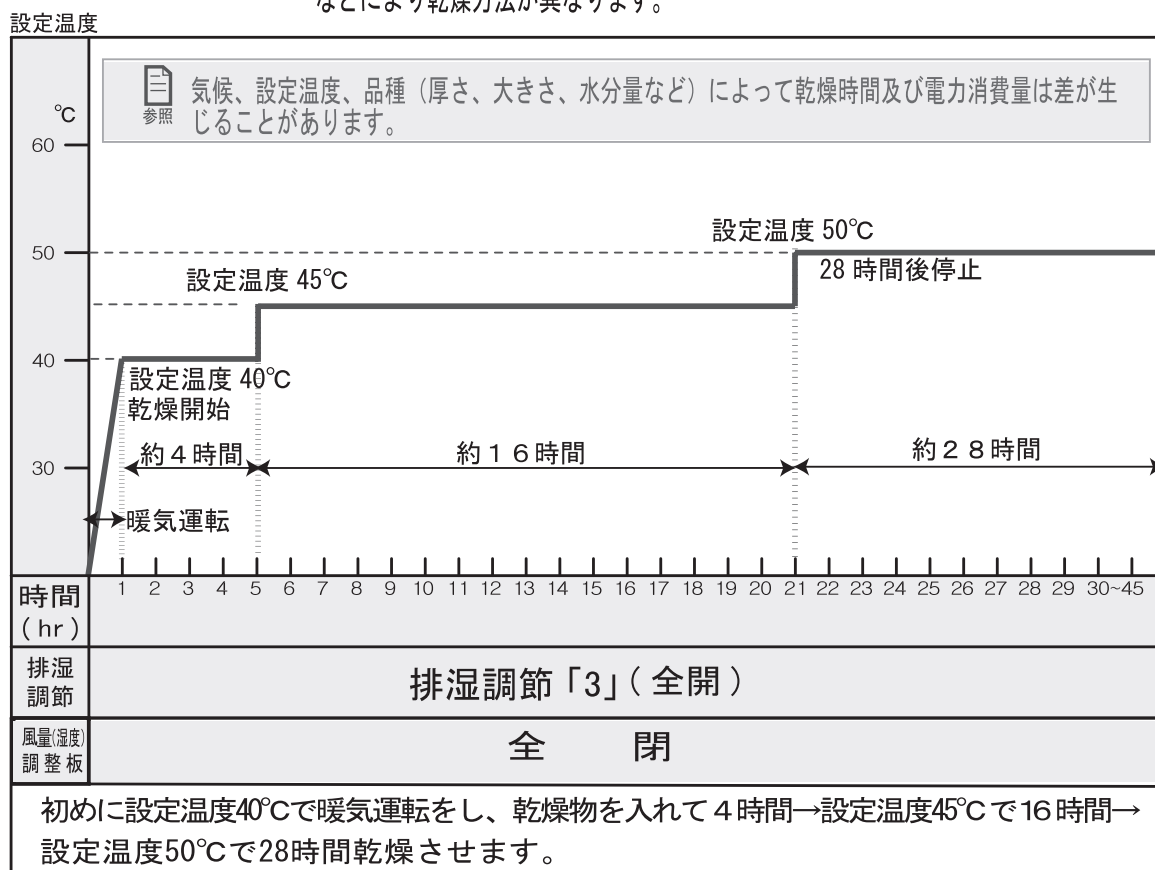 などにより乾燥方法が異なります。
設定温度
気候、設定温度、品種（厚さ、大きさ、水分量など）によって乾燥時間及び電力消費量は差が生
参照
じることがあります。
℃
60
設定温度 50℃
50
28 時間後停止
設定温度 45℃
40
設定温度 40℃
乾燥開始
約４時間
約１６時間
約２８時間
30
暖気運転
1 2 3 4 5 6 7 8 9 10 11 12 13 14 15 16 17 18 19 20 21 22 23 24 25 26 27 28 29 30~45
時間
(hr)
排湿
調節
排湿調節「3」（全開）
風量(湿度)
調整板
全　閉
初めに設定温度40℃で暖気運転をし、乾燥物を入れて４時間→設定温度45℃で16時間→
設定温度50℃で28時間乾燥させます。